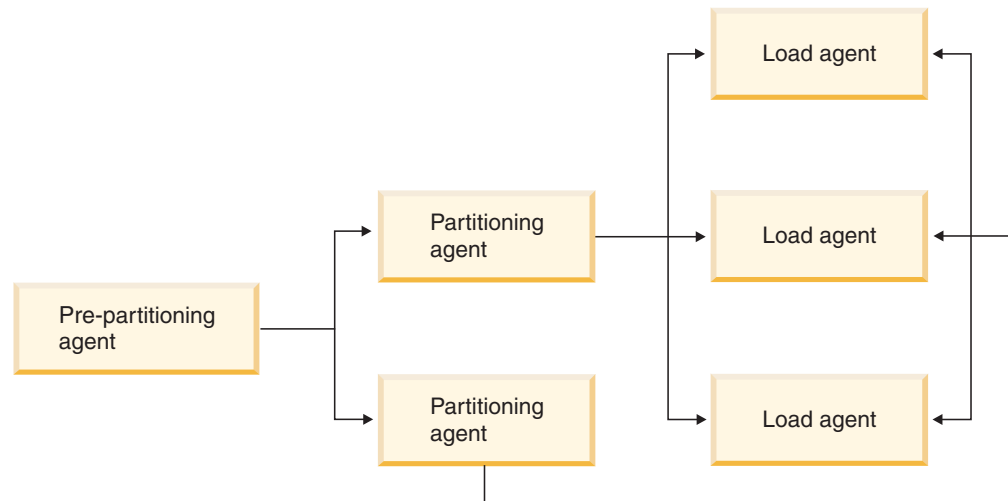 Load agent
Partitioning
agent
Load agent
Pre-partitioning
agent
Partitioning
agent
Load agent